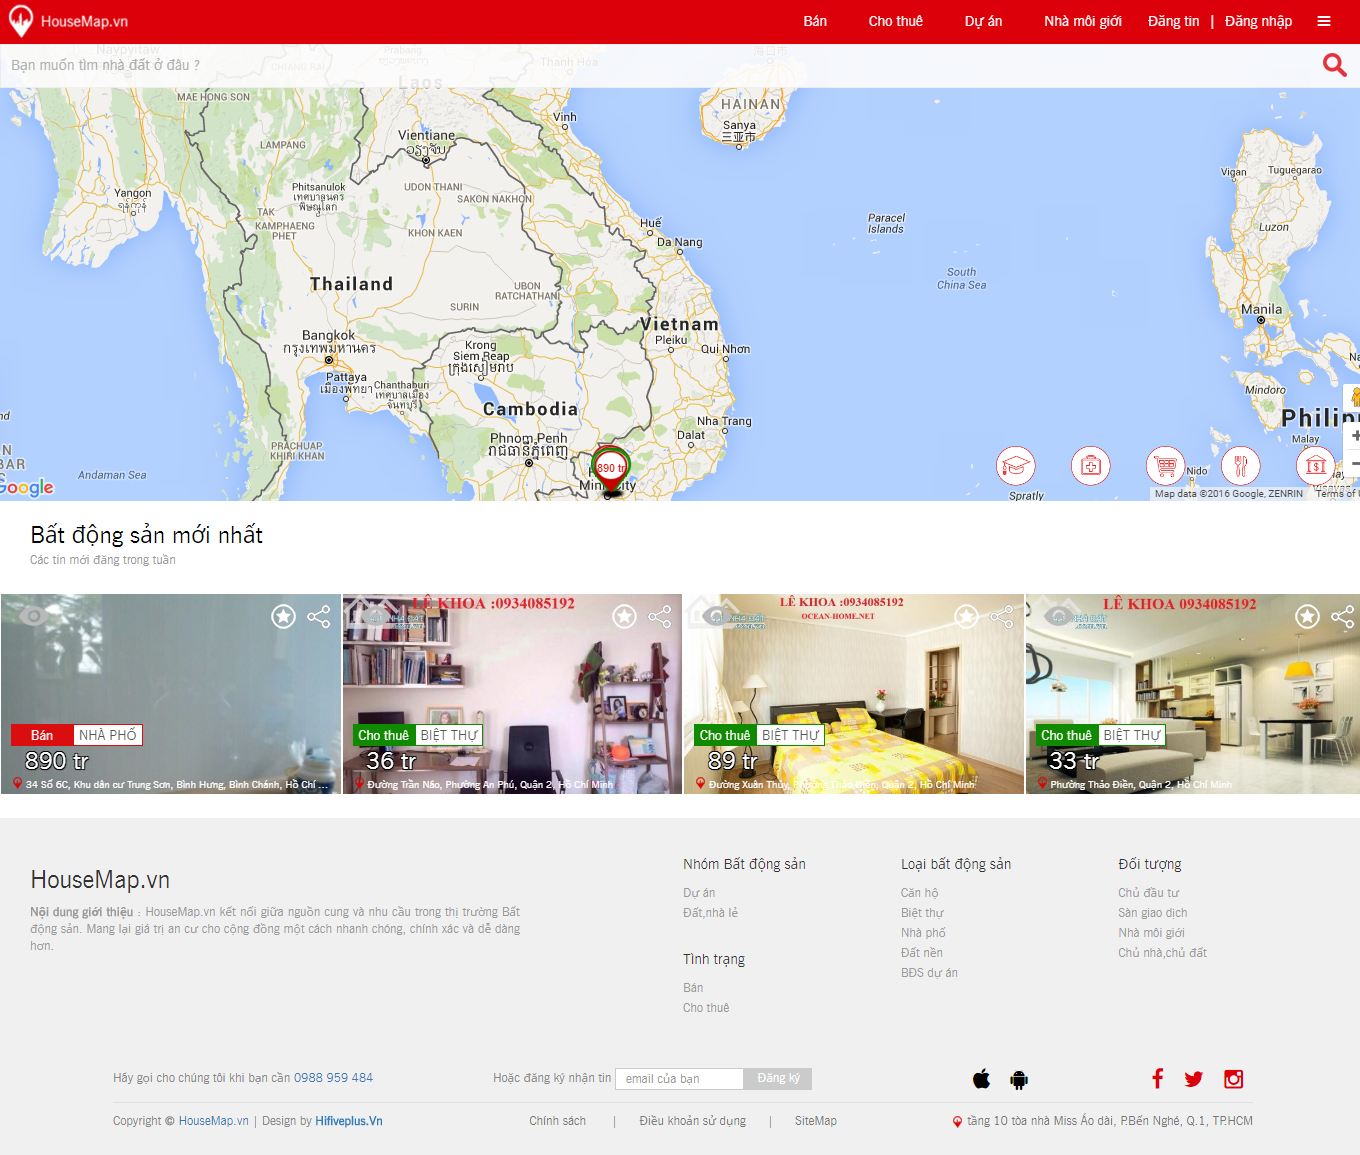 HouseMap.vn
Bán
Cho thuê
Dự án
Nhà môi giới
Đăng tin | Đăng nhập
Bạn muốn tìm nhà đất ở đâu ?
Naypyitaw
CHIANG RAI
Prabang
Laos
Thanh Hoa
MAE HONG SON
Vinh
HAINAN
Sanya
三亚市
LAMPANG
Vientiane
Yangon
Phitsanulok
UDON THANI
SAKON NAKHON
TAK
KAMPHAENG
PHET
KHON KAEN
Huế
Da Nang
Paracel
Islands
Vigan
Tuguegarao
Luzon
South
China Sea
Thailand
UBON
RATCHATHANI
SURIN
Bangkok
กรุงเทพมหานคร
Vietnam
Pleiku
Qui Nhơn
Manila
Krong
Siem Reap
Pattaya
เมืองพัทยา
Chanthaburi
Cambodia
Mindoro
Nha Trang
Dalat
Phnom Penh
Malay
PRACHUAP
KHIRI KHAN
Andaman Sea
890 tr
Nido
Spratly
Google
Map data ©2016 Google, ZENRIN
Terms of
Bất động sản mới nhất
Các tin mới đăng trong tuần
LÊ KHOA :0934085192
LÊ KHOA :0934085192
OCEAN-HOME.NET
LÊ KHOA 0934085192
Bán NHÀ PHỐ
890 tr
34 Số 6C, Khu dân cư Trung Sơn, Bình Hưng, Bình Chánh, Hồ Chí ...
Cho thuê BIỆT THỰ
36 tr
Đường Trần Não, Phường An Phú, Quận 2, Hồ Chí Minh
Cho thuê BIỆT THỰ
89 tr
Đường Xuân Thủy, Phường Thảo Điền, Quận 2, Hồ Chí Minh
Cho thuê BIỆT THỰ
33 tr
Phường Thảo Điền, Quận 2, Hồ Chí Minh
HouseMap.vn
Nội dung giới thiệu : HouseMap.vn kết nối giữa nguồn cung và nhu cầu trong thị trường Bất
động sản. Mang lại giá trị an cư cho cộng đồng một cách nhanh chóng, chính xác và dễ dàng
hơn.
Nhóm Bất động sản
Dự án
Đất,nhà lẻ
Tình trạng
Bán
Cho thuê
Loại bất động sản
Căn hộ
Biệt thự
Nhà phố
Đất nền
BĐS dự án
Đối tượng
Chủ đầu tư
Sàn giao dịch
Nhà môi giới
Chủ nhà,chủ đất
Hãy gọi cho chúng tôi khi bạn cần 0988 959 484
Hoặc đăng ký nhận tin
email của bạn
Đăng ký
Copyright © HouseMap.vn | Design by Hifiveplus.Vn
Chính sách | Điều khoản sử dụng | SiteMap
tầng 10 tòa nhà Miss Áo dài, P.Bến Nghé, Q.1, TP.HCM